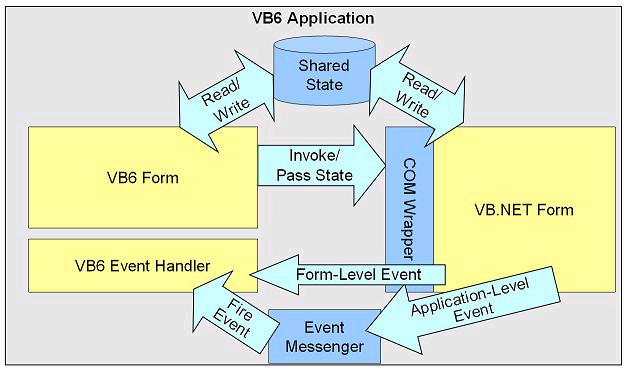 VB6 Application
Shared
State
Read/
Write
Read/
Write
VB6 Form
Invoke/
Pass State
COM Wrapper
VB.NET Form
VB6 Event Handler
Form-Level Event
Application-Level
Event
Fire
Event
Event
Messenger